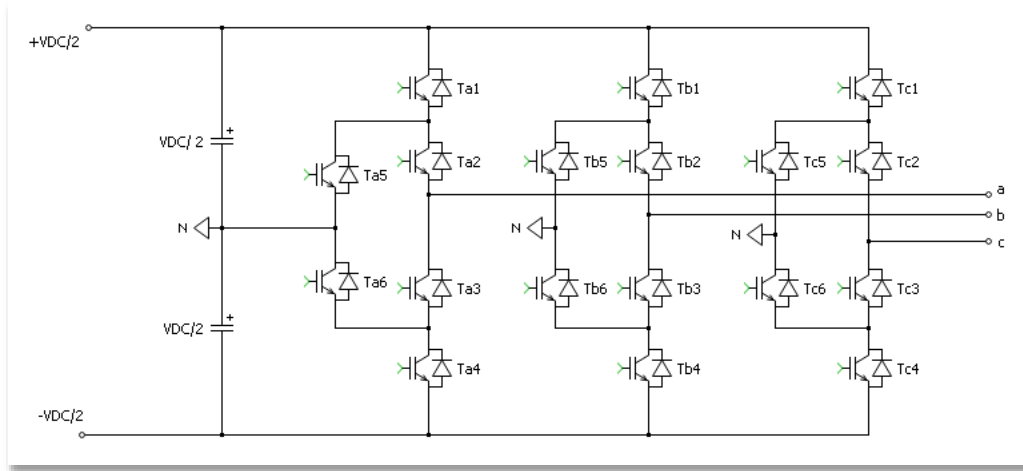 +VDC/2
Ta1
Tb1
Tc1
VDC/ 2
+
Ta5
Ta2
Tb5
Tb2
Tc5
Tc2
a
N
N
N
b
c
Ta6
Ta3
Tb6
Tb3
Tc6
Tc3
VDC/2
+
Ta4
Tb4
Tc4
-VDC/2